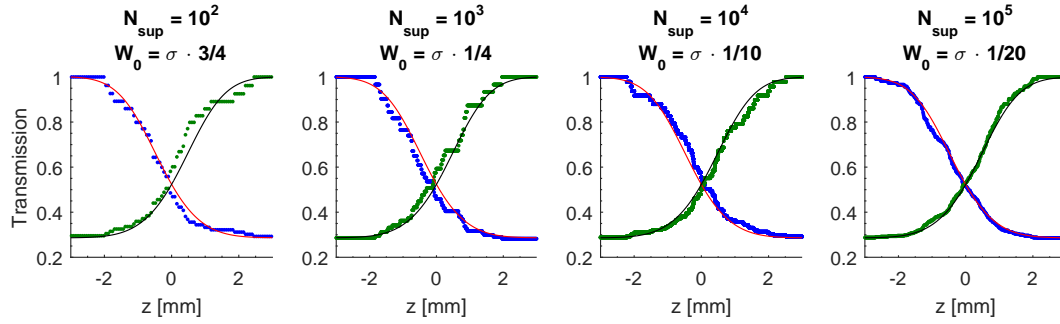 N_sup = 10^2
W_0 = σ · 3/4
N_sup = 10^3
W_0 = σ · 1/4
N_sup = 10^4
W_0 = σ · 1/10
N_sup = 10^5
W_0 = σ · 1/20
Transmission
1
0.8
0.6
0.4
0.2
-2 0 2
z [mm]
1
0.8
0.6
0.4
0.2
-2 0 2
z [mm]
1
0.8
0.6
0.4
0.2
-2 0 2
z [mm]
1
0.8
0.6
0.4
0.2
-2 0 2
z [mm]